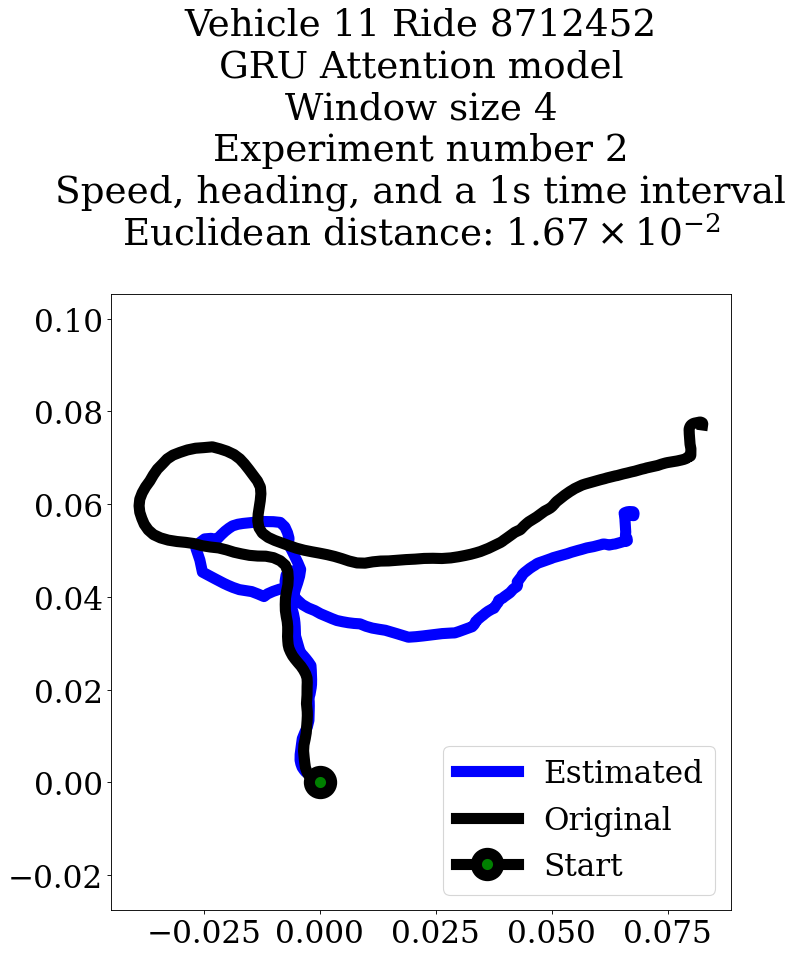 Vehicle 11 Ride 8712452
GRU Attention model
Window size 4
Experiment number 2
Speed, heading, and a 1s time interval
Euclidean distance: 1.67 × 10⁻²
0.10
0.08
0.06
0.04
0.02
0.00
−0.02
−0.025 0.000 0.025 0.050 0.075
Estimated
Original
Start